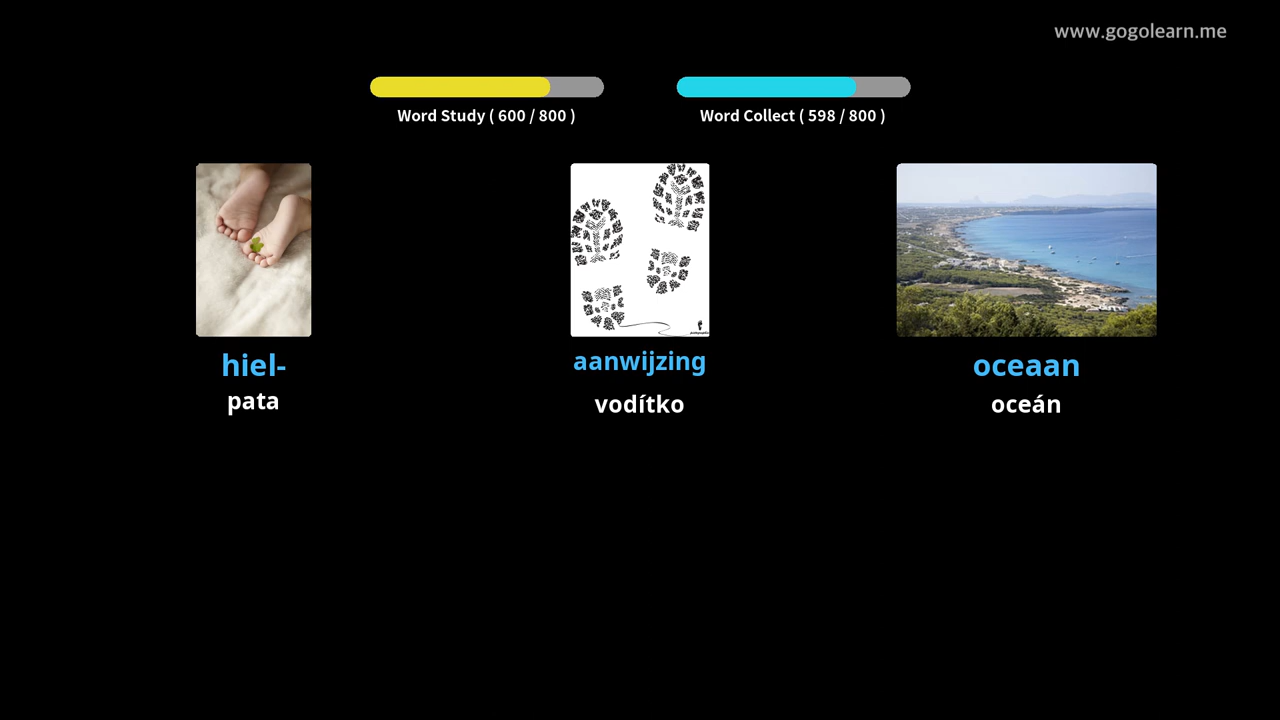 www.gogolearn.me
Word Study ( 600 / 800 )
Word Collect ( 598 / 800 )
hiel-
pata
aanwijzing
vodítko
oceaan
oceán